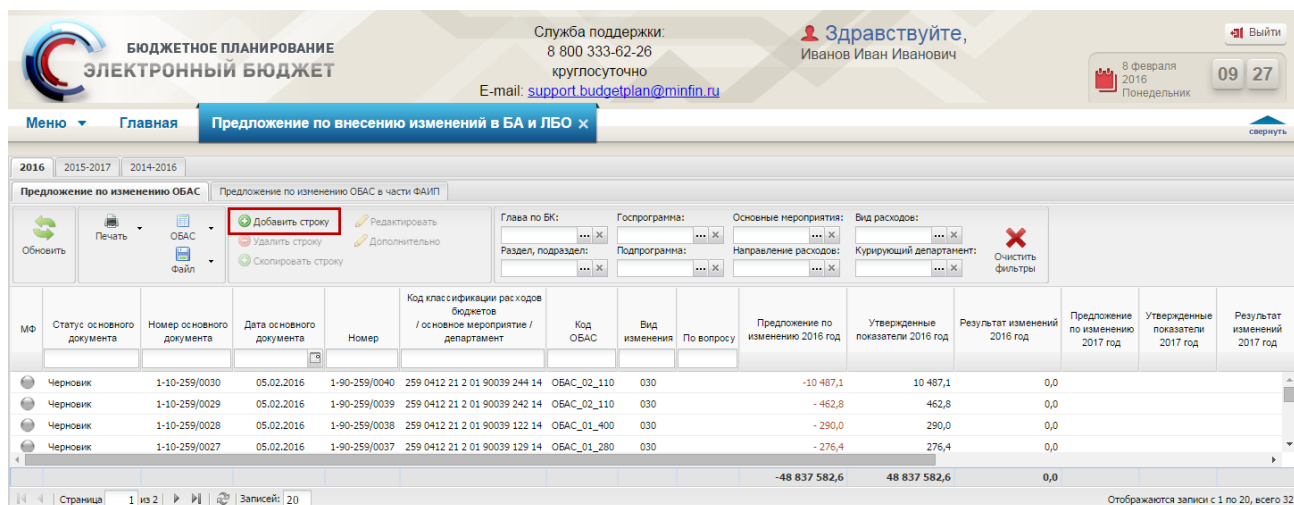 БЮДЖЕТНОЕ ПЛАНИРОВАНИЕ
ЭЛЕКТРОННЫЙ БЮДЖЕТ
Служба поддержки:
8 800 333-62-26
круглосуточно
E-mail: support.budgetplan@minfin.ru
Здравствуйте,
Иванов Иван Иванович
Выйти
8 февраля
2016
Понедельник
09 27
Меню Главная Предложение по внесению изменений в БА и ЛБО ×
свернуть
2016 2015-2017 2014-2016
Предложение по изменению ОБАС Предложение по изменению ОБАС в части ФАИП
Обновить
Печать
ОБАС
Файл
Добавить строку Редактировать
Удалить строку Дополнительно
Скопировать строку
Глава по БК: Госпрограмма: Основные мероприятия: Вид расходов:
Раздел, подраздел: Подпрограмма: Направление расходов: Курирующий департамент:
Очистить
фильтры
МФ
Статус основного
документа
Номер основного
документа
Дата основного
документа
Номер
Код классификации расходов
бюджетов
/ основное мероприятие /
департамент
Код
ОБАС
Вид
изменения
По вопросу
Предложение по
изменению 2016 год
Утвержденные
показатели 2016 год
Результат изменений
2016 год
Предложение
по изменению
2017 год
Утвержденные
показатели
2017 год
Результат
изменений
2017 год
Черновик 1-10-259/0030 05.02.2016 1-90-259/0040 259 0412 21 2 01 90039 244 14 ОБАС_02_110 030 -10 487,1 10 487,1 0,0
Черновик 1-10-259/0029 05.02.2016 1-90-259/0039 259 0412 21 2 01 90039 242 14 ОБАС_02_110 030 - 462,8 462,8 0,0
Черновик 1-10-259/0028 05.02.2016 1-90-259/0038 259 0412 21 2 01 90039 122 14 ОБАС_01_400 030 - 290,0 290,0 0,0
Черновик 1-10-259/0027 05.02.2016 1-90-259/0037 259 0412 21 2 01 90039 129 14 ОБАС_01_280 030 - 276,4 276,4 0,0
-48 837 582,6 48 837 582,6 0,0
Страница 1 из 2 Записей: 20 Отображаются записи с 1 по 20, всего 32